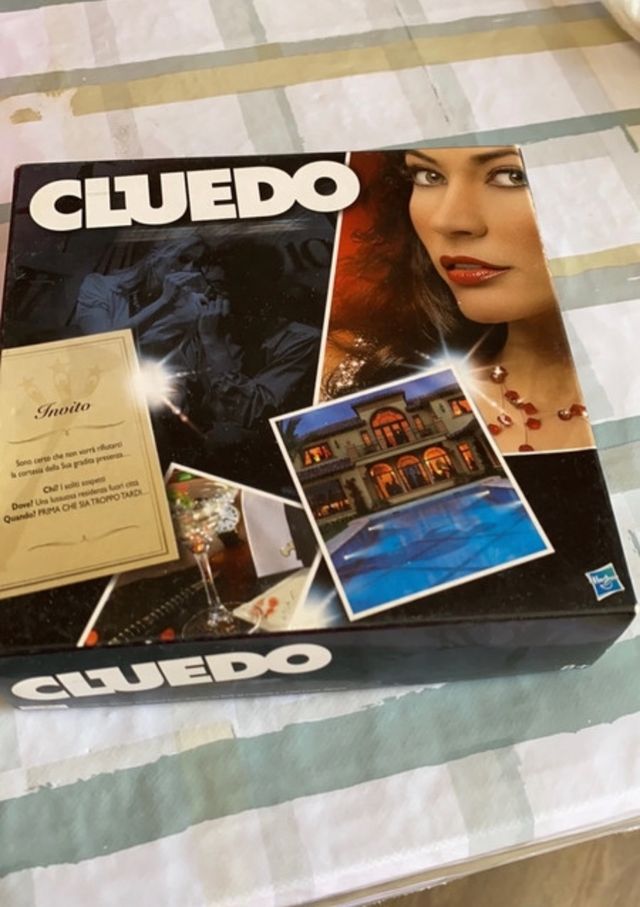 CLUEDO
Invito
Sono certo che non vorrà rifiutarci
la cortesia della Sua gradita presenza...
Chi? I soliti sospetti
Dove? Una lussuosa residenza fuori città
Quando? PRIMA CHE SIA TROPPO TARDI...
Hasbro
CLUEDO